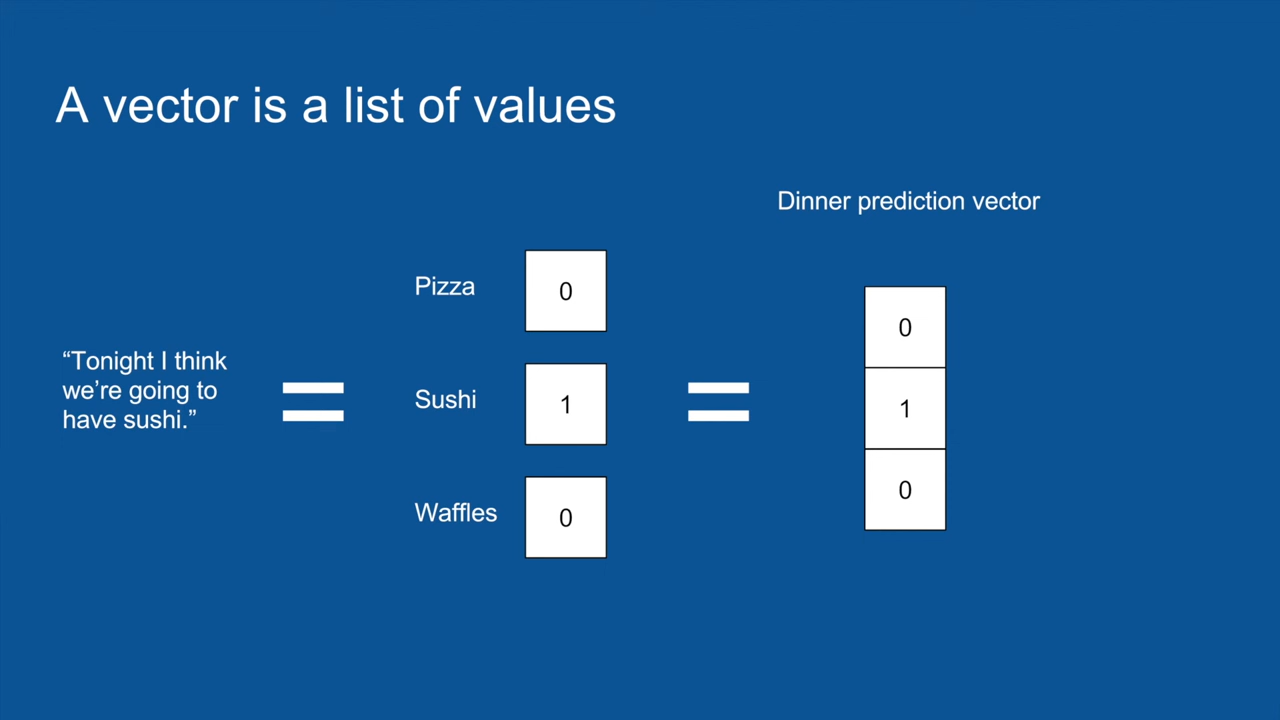 A vector is a list of values
Dinner prediction vector
“Tonight I think
we’re going to
have sushi.”
=
Pizza 0
Sushi 1
Waffles 0
=
0
1
0